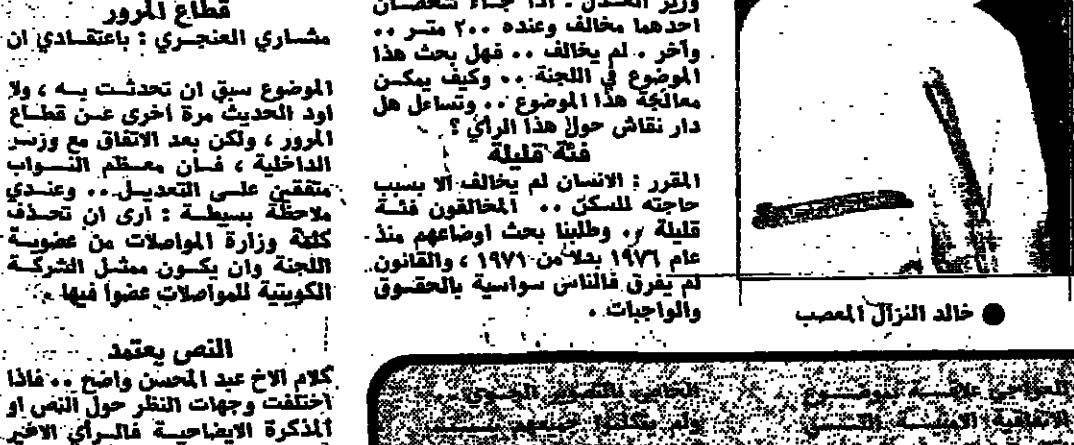 ● خالد النزال المعصب
وزير العدل . اذا جاء شخصان
احدهما مخالف وعنده ٢٠٠ متر ..
وآخر . لم يخالف .. فهل بحث هذا
الموضوع في اللجنة .. وكيف يمكن
معالجة هذا الموضوع .. وتساءل هل
دار نقاش حول هذا الرأي ؟
فئة قليلة
المقرر : الانسان لم يخالف الا بسبب
حاجته للسكن .. المخالفون فئة
قليلة .. وطلبنا بحث اوضاعهم منذ
عام ١٩٧٦ بدلا من ١٩٧١ ، والقانون
لم يفرق فالناس سواسية بالحقوق
والواجبات .
قطاع المرور
مشاري العنجري : باعتقادي ان
الموضوع سبق ان تحدثت به ، ولا
اود الحديث مرة أخرى عن قطاع
المرور ، ولكن بعد الاتفاق مع وزير
الداخلية ، فان معظم النواب
متفقين على التعديل .. وعندي
ملاحظة بسيطة : ارى ان تحذف
كلمة وزارة المواصلات من عضوية
اللجنة وان يكون ممثل الشركة
الكويتية للمواصلات عضوا فيها .
النص يعتمد
كلام الاخ عبد المحسن واضح .. فاذا
اختلفت وجهات النظر حول النص او
المذكرة الايضاحية فالرأي الاخير